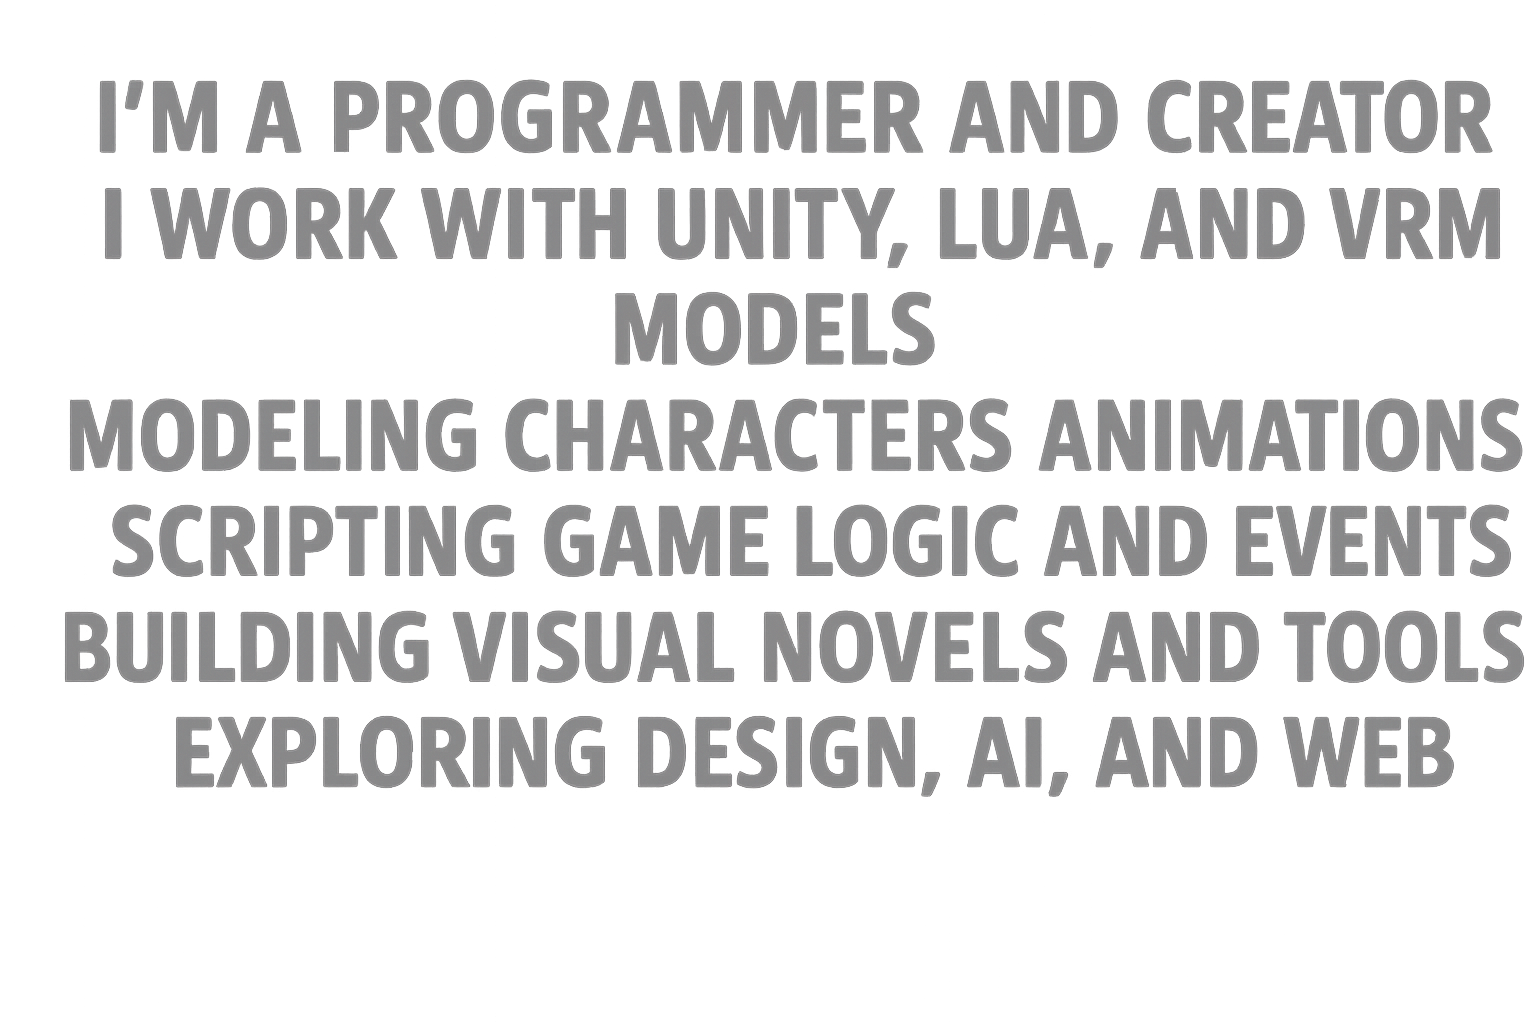 I’M A PROGRAMMER AND CREATOR
I WORK WITH UNITY, LUA, AND VRM
MODELS
MODELING CHARACTERS ANIMATIONS
SCRIPTING GAME LOGIC AND EVENTS
BUILDING VISUAL NOVELS AND TOOLS
EXPLORING DESIGN, AI, AND WEB